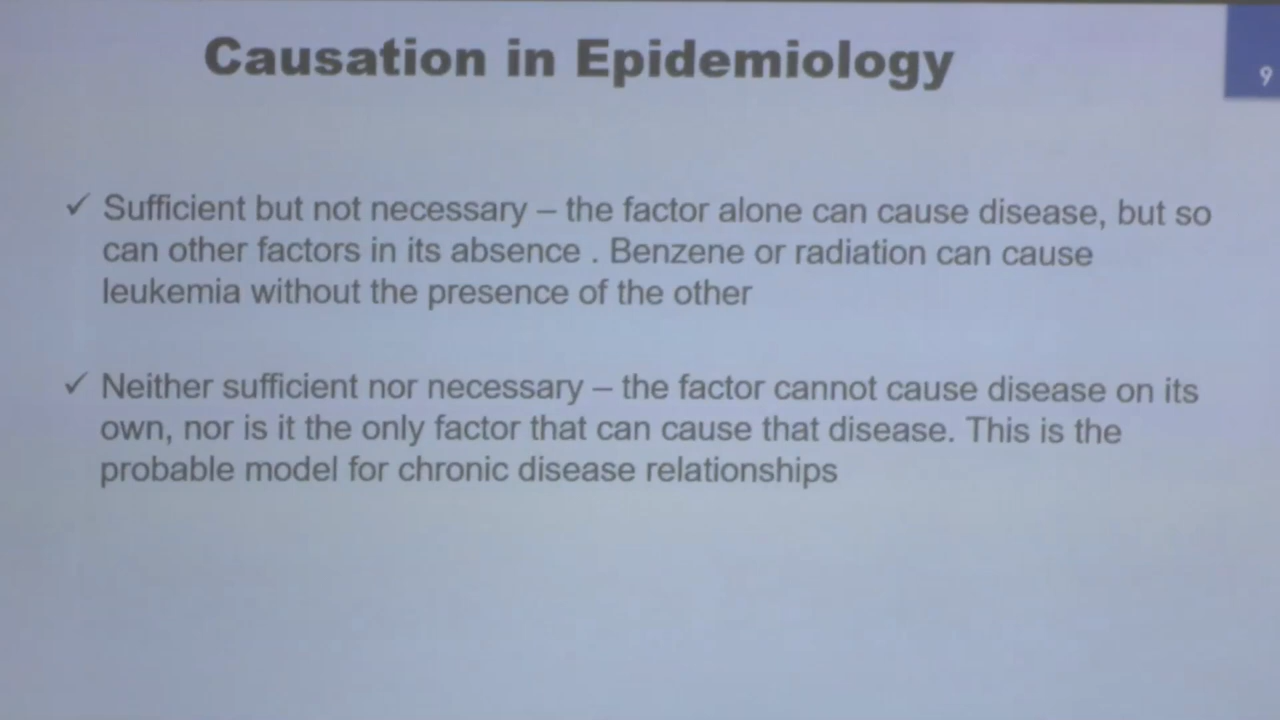 Causation in Epidemiology
9
✓ Sufficient but not necessary – the factor alone can cause disease, but so
can other factors in its absence . Benzene or radiation can cause
leukemia without the presence of the other
✓ Neither sufficient nor necessary – the factor cannot cause disease on its
own, nor is it the only factor that can cause that disease. This is the
probable model for chronic disease relationships